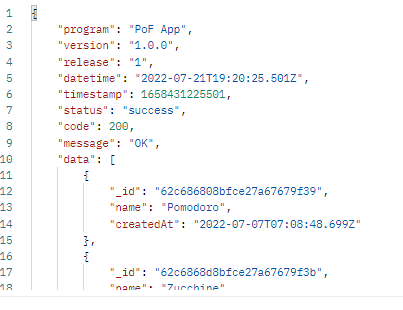 1 {
2 "program": "PoF App",
3 "version": "1.0.0",
4 "release": "1",
5 "datetime": "2022-07-21T19:20:25.501Z",
6 "timestamp": 1658431225501,
7 "status": "success",
8 "code": 200,
9 "message": "OK",
10 "data": [
11 {
12 "_id": "62c686808bfce27a67679f39",
13 "name": "Pomodoro",
14 "createdAt": "2022-07-07T07:08:48.699Z"
15 },
16 {
17 "_id": "62c6868d8bfce27a67679f3b",
18 "name": "Zucchine"